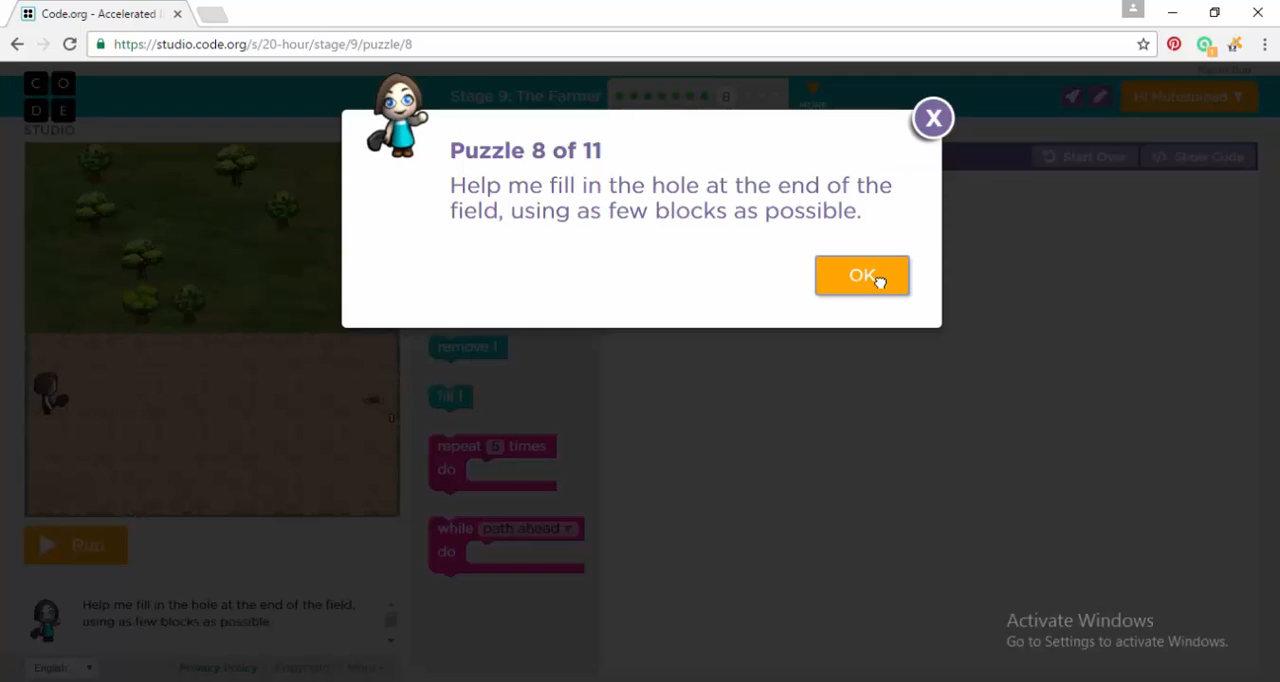 Code.org - Accelerated I
https://studio.code.org/s/20-hour/stage/9/puzzle/8
C O
D E
STUDIO
Stage 9: The Farmer
8
MORE
Start Over
Show Code
Puzzle 8 of 11
Help me fill in the hole at the end of the
field, using as few blocks as possible.
OK
X
remove 1
fill 1
repeat 5 times
do
while path ahead
do
Run
Help me fill in the hole at the end of the field,
using as few blocks as possible.
English
Privacy Policy
Activate Windows
Go to Settings to activate Windows.